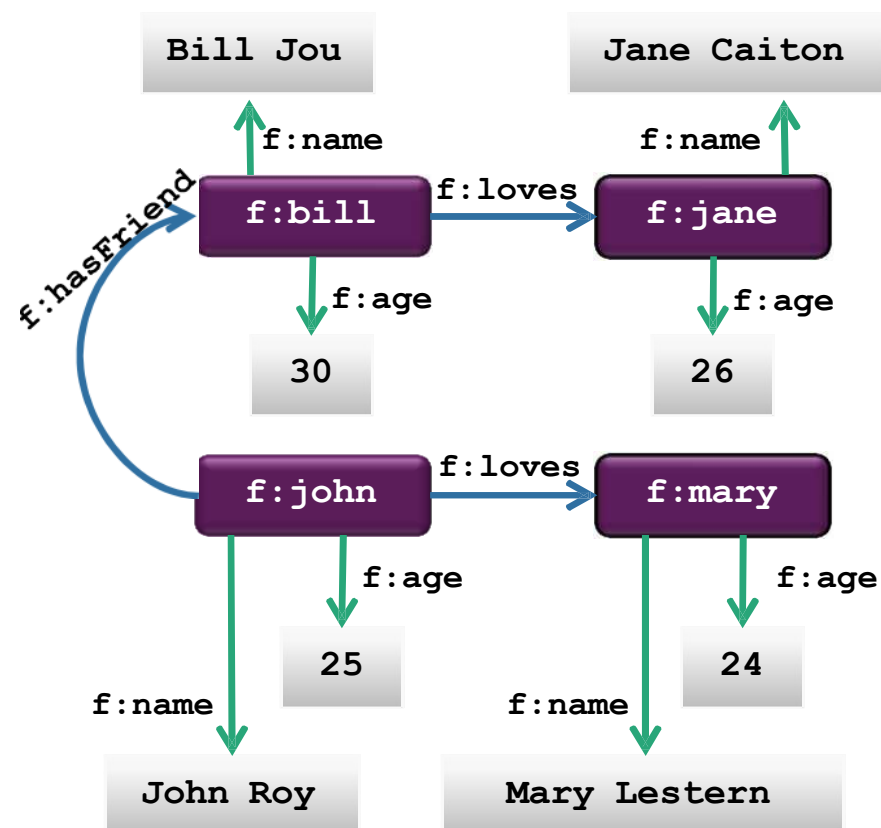 Bill Jou
Jane Caiton
f:name
f:name
f:hasFriend
f:bill
f:loves
f:jane
f:age
f:age
30
26
f:john
f:loves
f:mary
f:age
f:age
25
24
f:name
f:name
John Roy
Mary Lestern